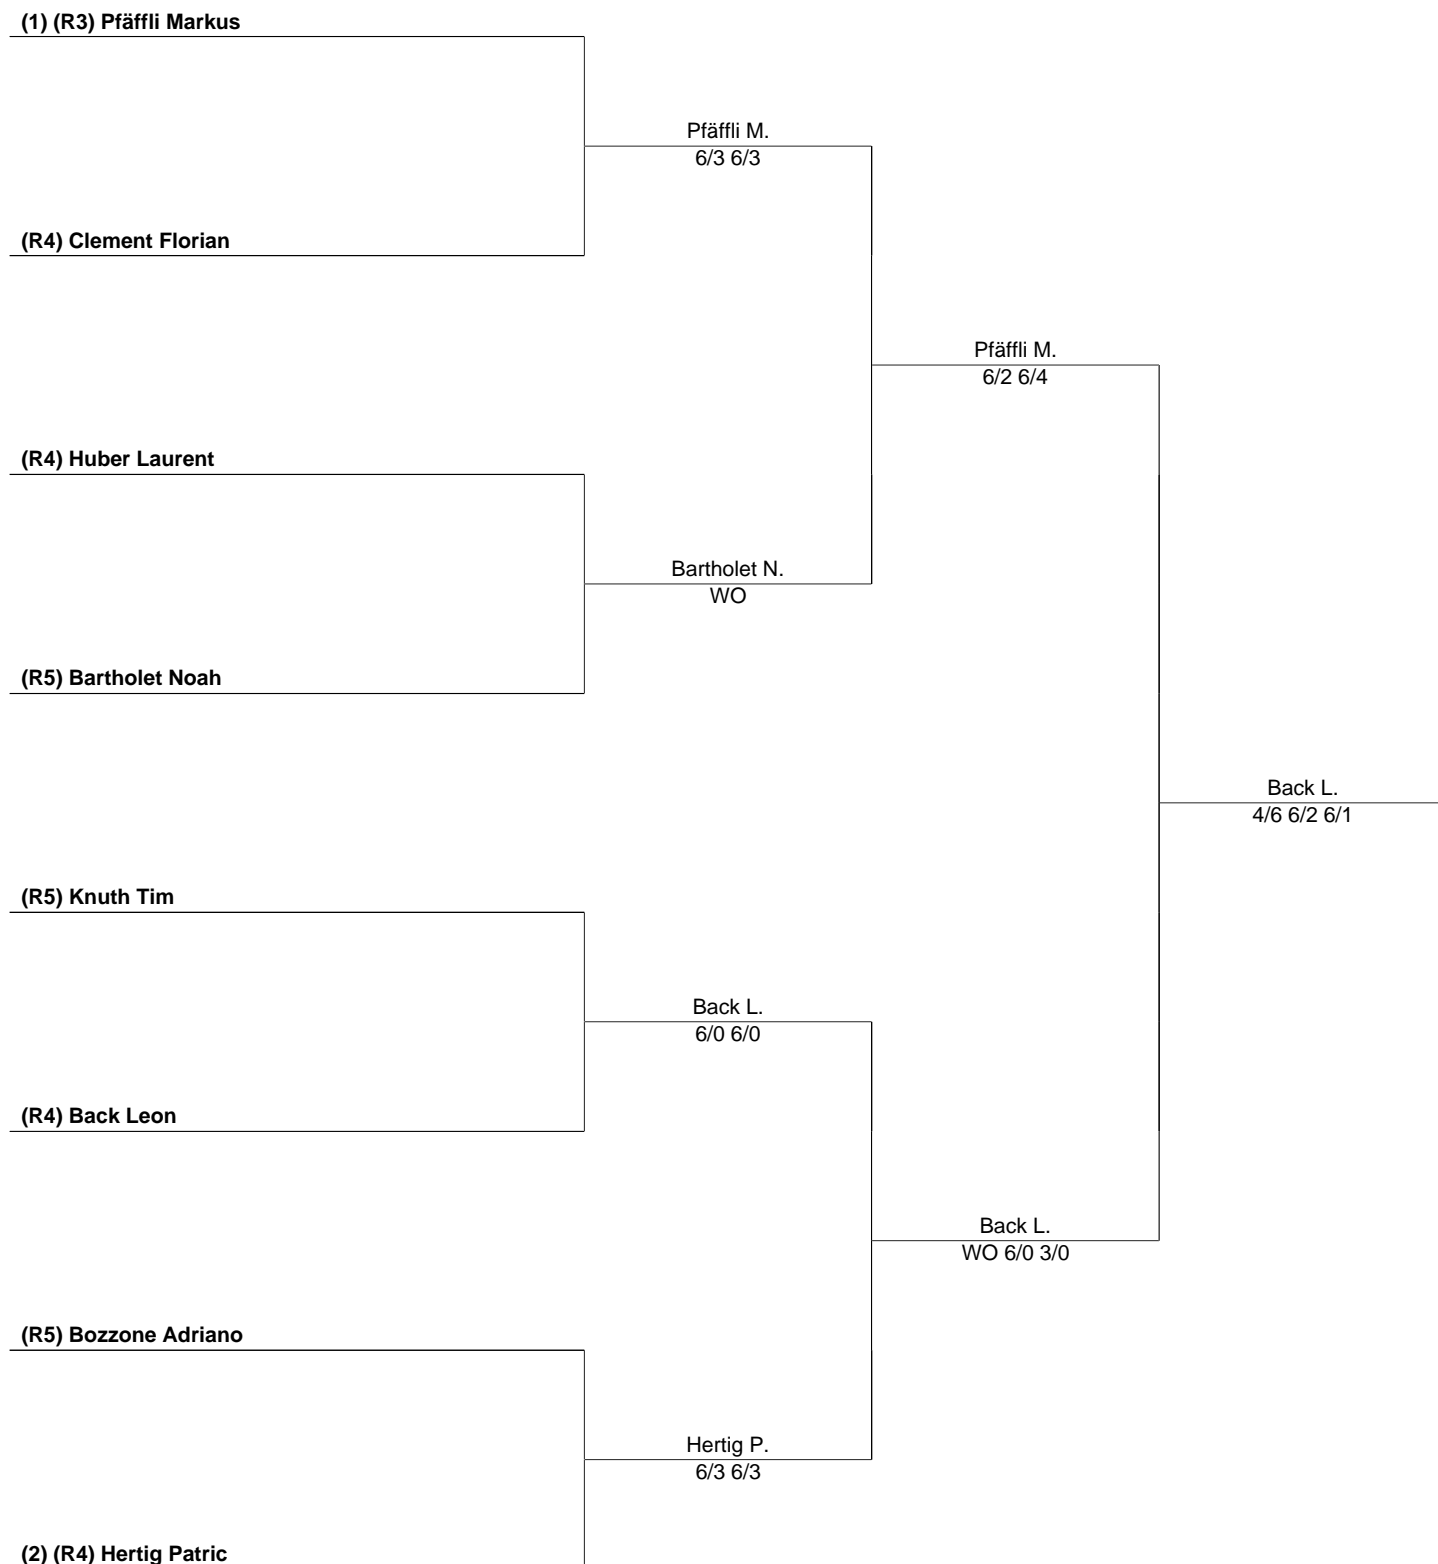 (1) (R3) Pfäffli Markus
Pfäffli M.
6/3 6/3
(R4) Clement Florian
Pfäffli M.
6/2 6/4
(R4) Huber Laurent
Bartholet N.
WO
(R5) Bartholet Noah
Back L.
4/6 6/2 6/1
(R5) Knuth Tim
Back L.
6/0 6/0
(R4) Back Leon
Back L.
WO 6/0 3/0
(R5) Bozzone Adriano
Hertig P.
6/3 6/3
(2) (R4) Hertig Patric